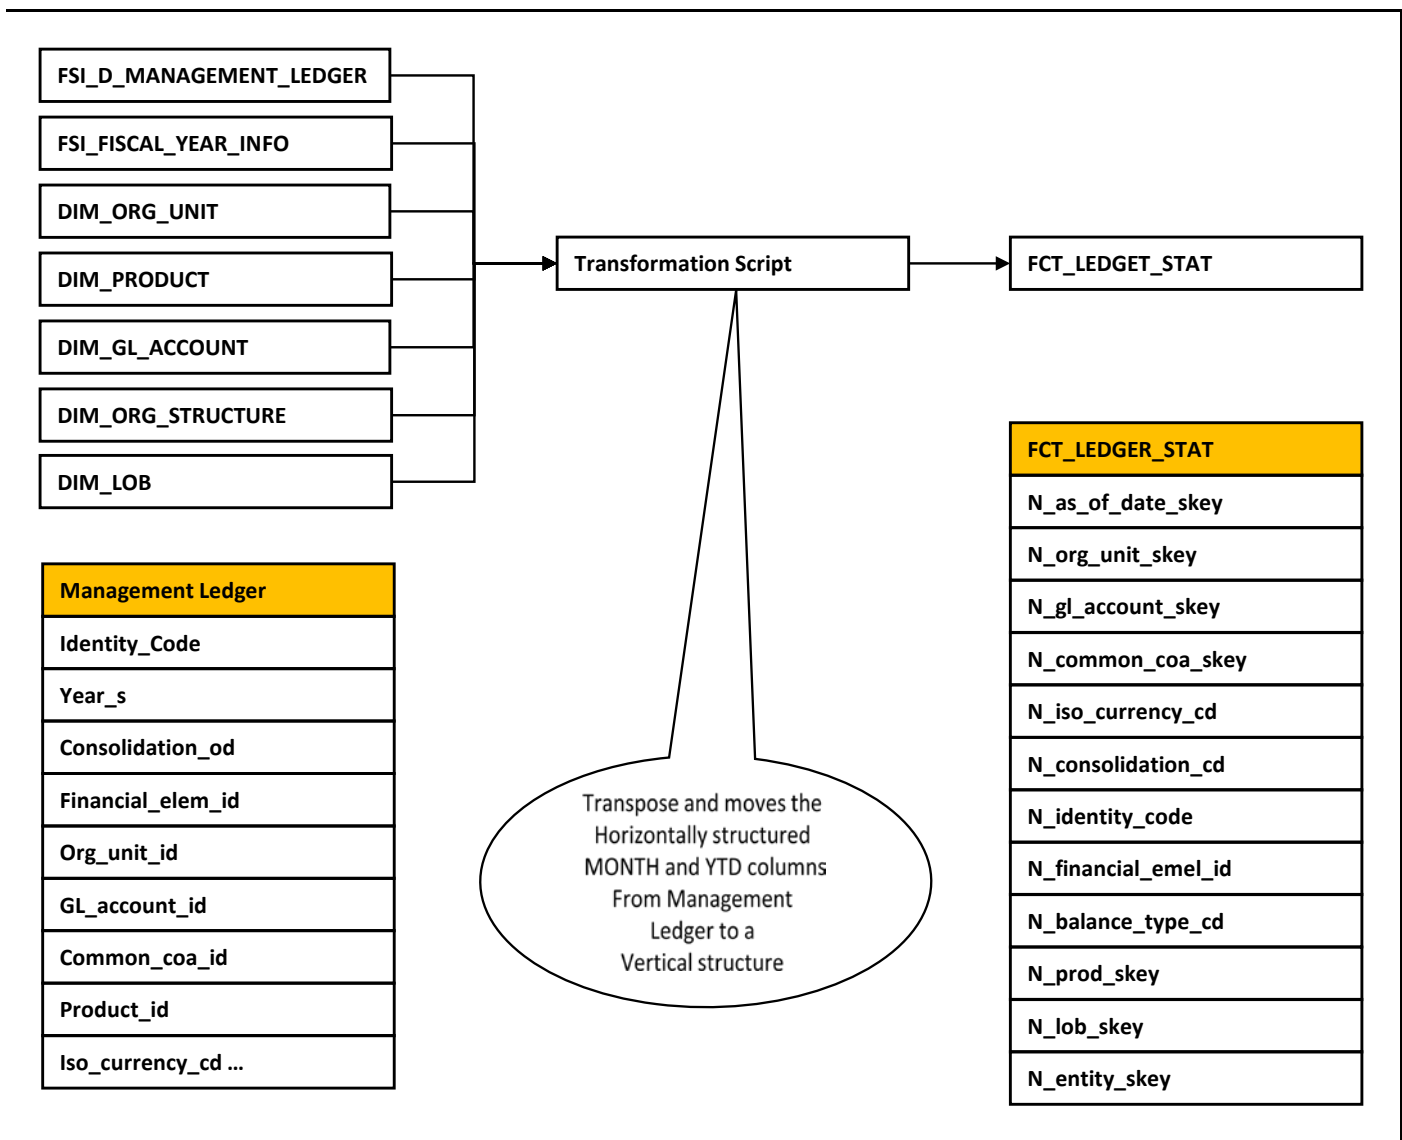 FSI_D_MANAGEMENT_LEDGER
FSI_FISCAL_YEAR_INFO
DIM_ORG_UNIT
DIM_PRODUCT
DIM_GL_ACCOUNT
DIM_ORG_STRUCTURE
DIM_LOB
Transformation Script
FCT_LEDGET_STAT
Management Ledger
Identity_Code
Year_s
Consolidation_od
Financial_elem_id
Org_unit_id
GL_account_id
Common_coa_id
Product_id
Iso_currency_cd ...
Transpose and moves the
Horizontally structured
MONTH and YTD columns
From Management
Ledger to a
Vertical structure
FCT_LEDGER_STAT
N_as_of_date_skey
N_org_unit_skey
N_gl_account_skey
N_common_coa_skey
N_iso_currency_cd
N_consolidation_cd
N_identity_code
N_financial_emel_id
N_balance_type_cd
N_prod_skey
N_lob_skey
N_entity_skey